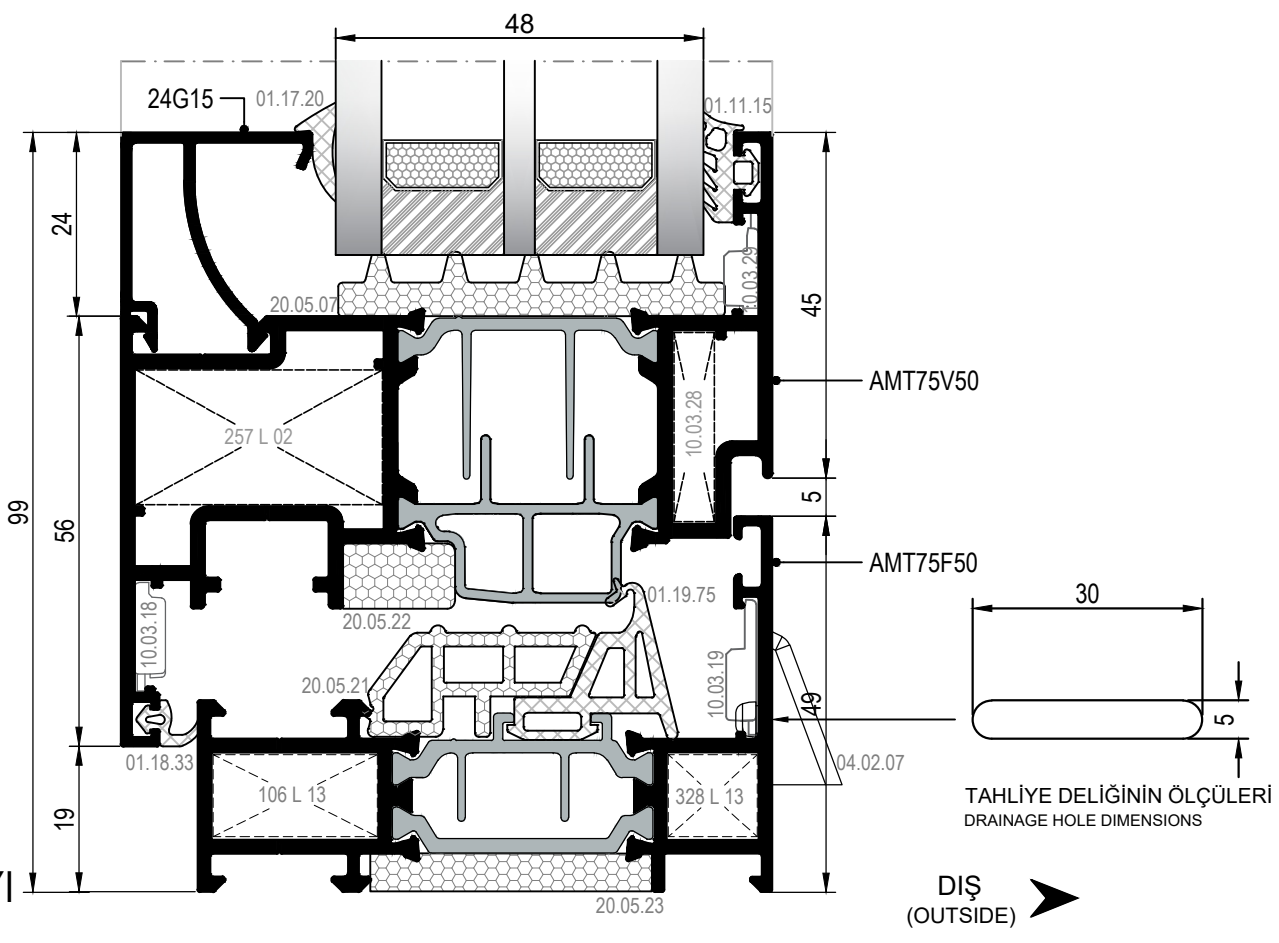 48
24G15
01.17.20
01.11.15
24
20.05.07
10.03.29
45
AMT75V50
257 L 02
10.03.28
99
56
5
AMT75F50
01.19.75
30
20.05.22
10.03.18
20.05.21
10.03.19
49
5
01.18.33
04.02.07
106 L 13
328 L 13
TAHLİYE DELİĞİNİN ÖLÇÜLERİ
DRAINAGE HOLE DIMENSIONS
19
20.05.23
DIŞ
(OUTSIDE)